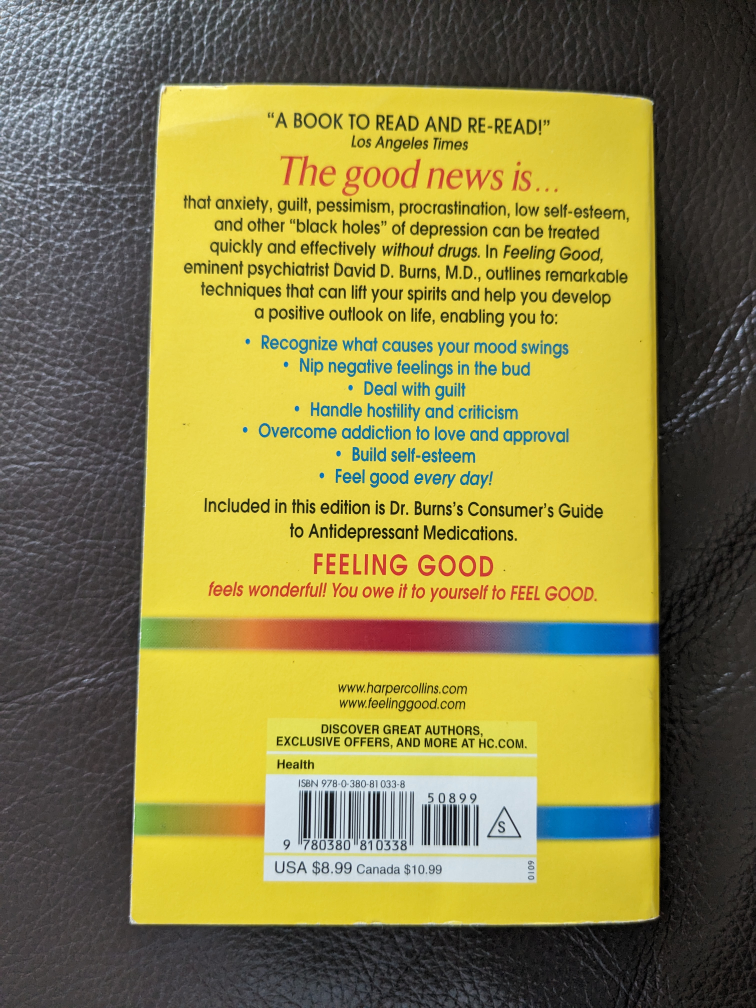 "A BOOK TO READ AND RE-READ!"
Los Angeles Times
The good news is...
that anxiety, guilt, pessimism, procrastination, low self-esteem,
and other "black holes" of depression can be treated
quickly and effectively without drugs. In Feeling Good,
eminent psychiatrist David D. Burns, M.D., outlines remarkable
techniques that can lift your spirits and help you develop
a positive outlook on life, enabling you to:
• Recognize what causes your mood swings
• Nip negative feelings in the bud
• Deal with guilt
• Handle hostility and criticism
• Overcome addiction to love and approval
• Build self-esteem
• Feel good every day!
Included in this edition is Dr. Burns's Consumer's Guide
to Antidepressant Medications.
FEELING GOOD
feels wonderful! You owe it to yourself to FEEL GOOD.
www.harpercollins.com
www.feelinggood.com
DISCOVER GREAT AUTHORS,
EXCLUSIVE OFFERS, AND MORE AT HC.COM.
Health
ISBN 978-0-380-81033-8
50899
S
9 780380 810338
USA $8.99 Canada $10.99
0109